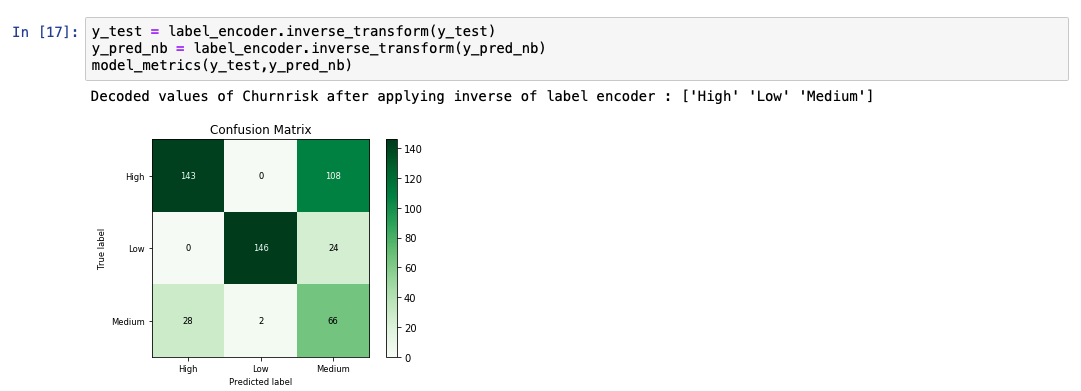 In [17]:
y_test = label_encoder.inverse_transform(y_test)
y_pred_nb = label_encoder.inverse_transform(y_pred_nb)
model_metrics(y_test,y_pred_nb)
Decoded values of Churnrisk after applying inverse of label encoder : ['High' 'Low' 'Medium']
Confusion Matrix
High 143 0 108
Low 0 146 24
Medium 28 2 66
High Low Medium
True label
Predicted label
140
120
100
80
60
40
20
0